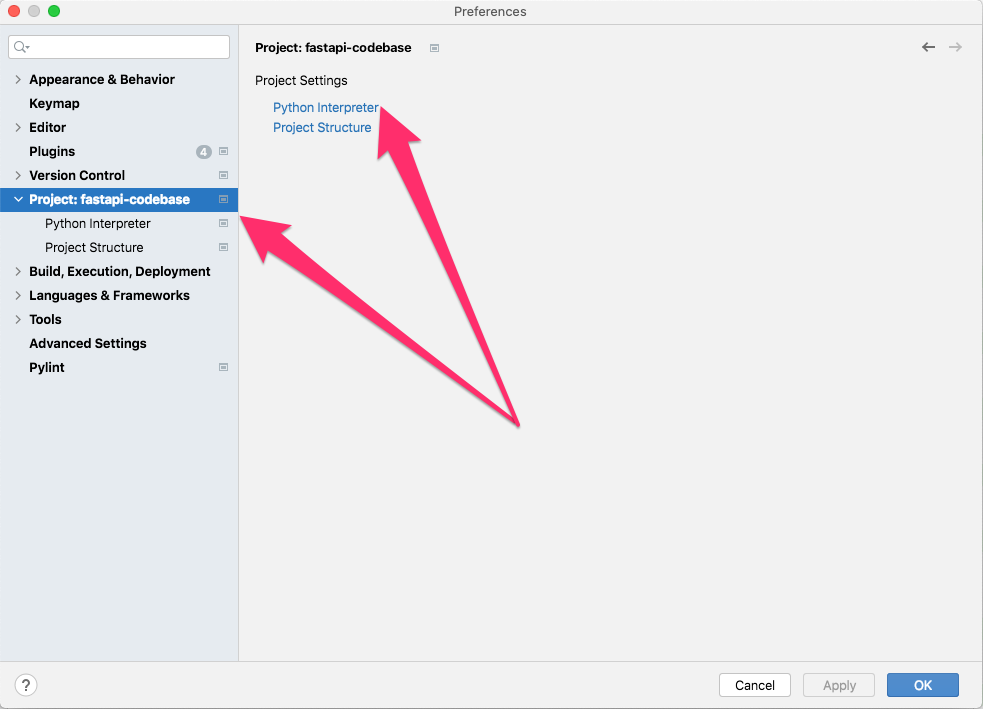 Preferences
Appearance & Behavior
Keymap
Editor
Plugins 4
Version Control
Project: fastapi-codebase
Python Interpreter
Project Structure
Build, Execution, Deployment
Languages & Frameworks
Tools
Advanced Settings
Pylint
Project: fastapi-codebase
Project Settings
Python Interpreter
Project Structure
?
Cancel
Apply
OK